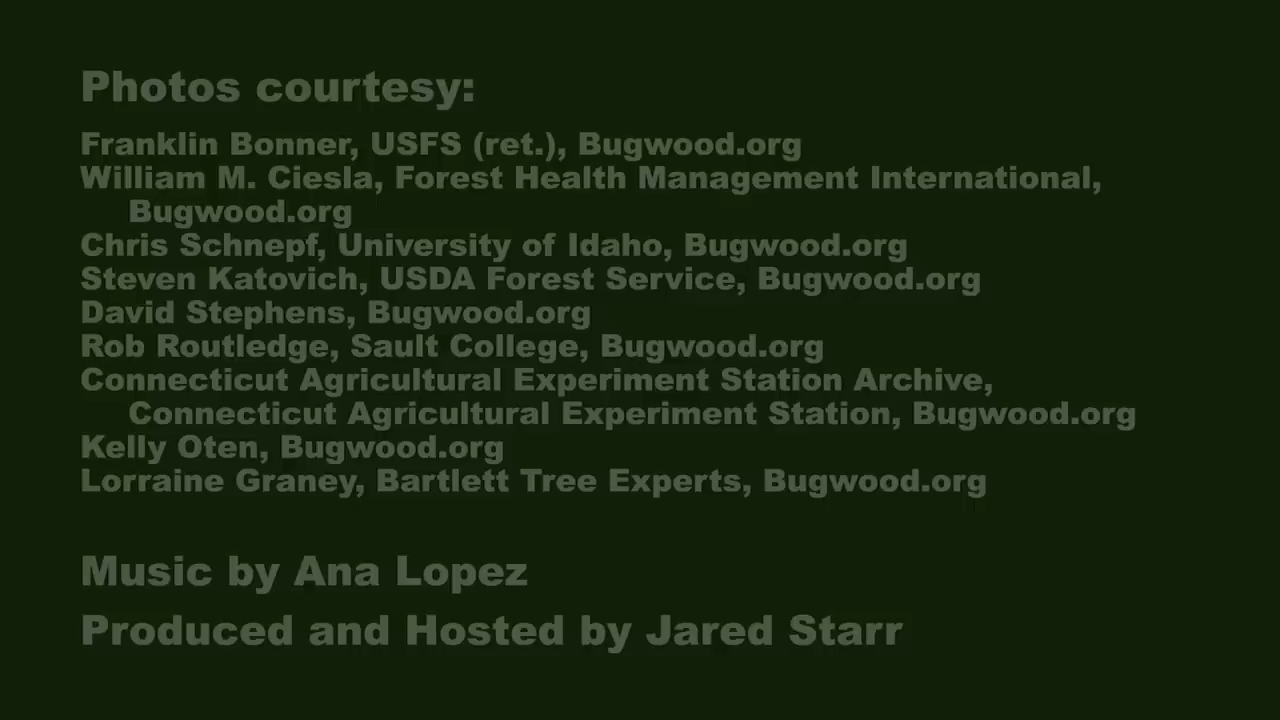 Photos courtesy:
Franklin Bonner, USFS (ret.), Bugwood.org
William M. Ciesla, Forest Health Management International,
Bugwood.org
Chris Schnepf, University of Idaho, Bugwood.org
Steven Katovich, USDA Forest Service, Bugwood.org
David Stephens, Bugwood.org
Rob Routledge, Sault College, Bugwood.org
Connecticut Agricultural Experiment Station Archive,
Connecticut Agricultural Experiment Station, Bugwood.org
Kelly Oten, Bugwood.org
Lorraine Graney, Bartlett Tree Experts, Bugwood.org
Music by Ana Lopez
Produced and Hosted by Jared Starr